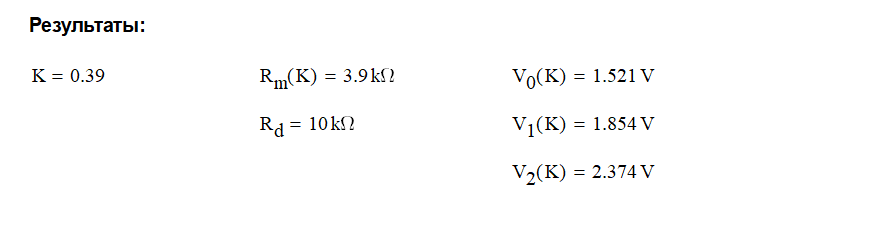 Результаты:
K = 0.39 Rm(K) = 3.9 kΩ V0(K) = 1.521 V
Rd = 10 kΩ V1(K) = 1.854 V
V2(K) = 2.374 V